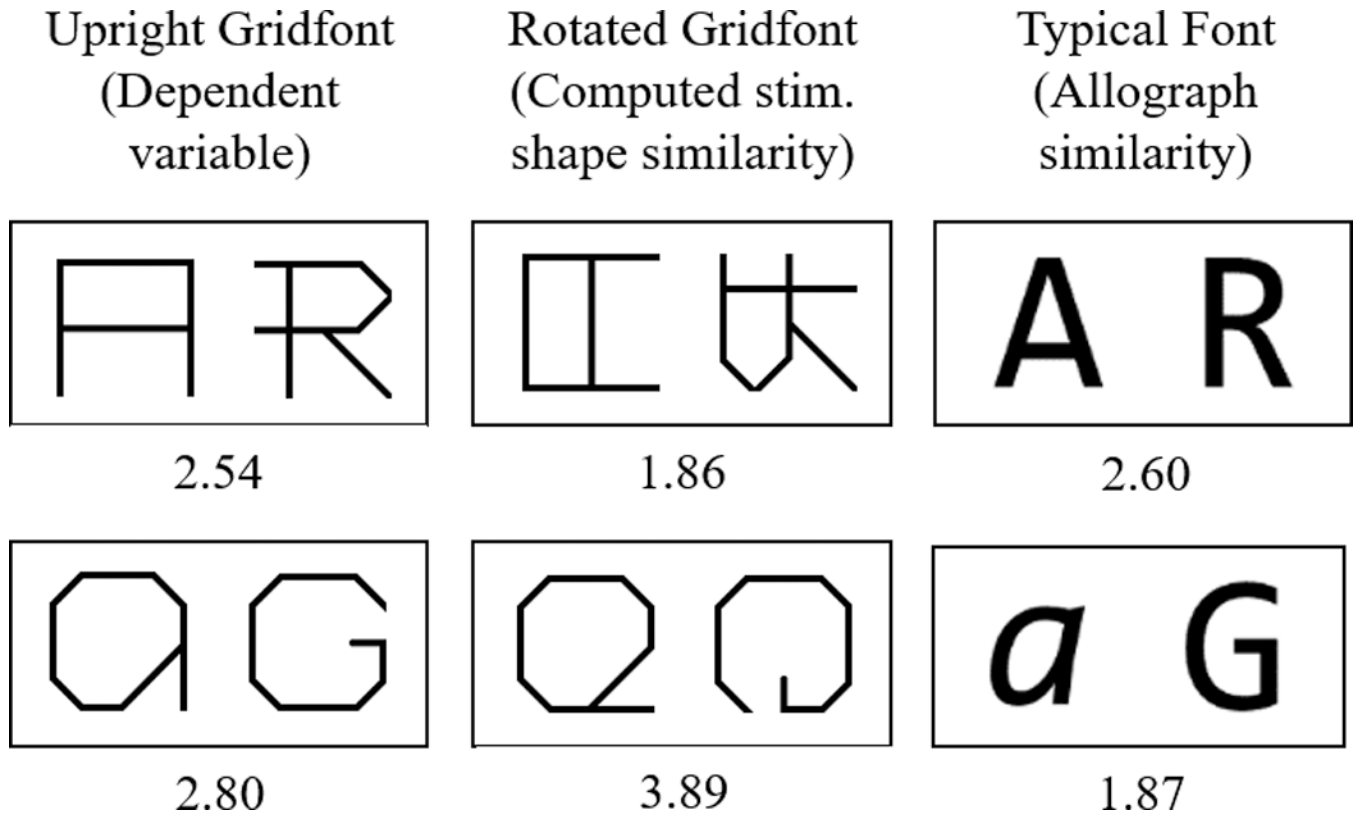 Upright Gridfont
(Dependent
variable)
Rotated Gridfont
(Computed stim.
shape similarity)
Typical Font
(Allograph
similarity)
A R
A R
A R
2.54
1.86
2.60
a G
a G
a G
2.80
3.89
1.87